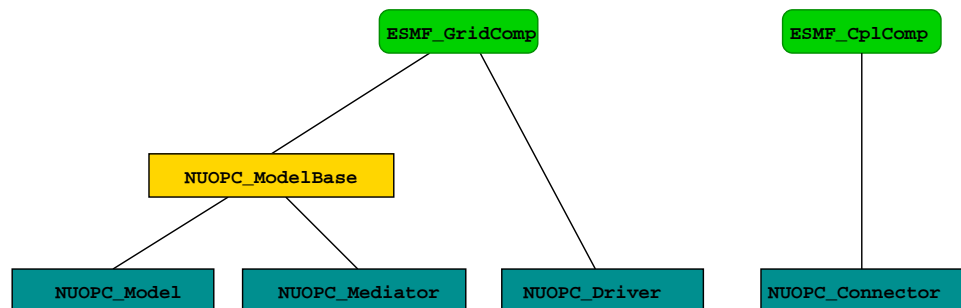 ESMF_GridComp
ESMF_CplComp
NUOPC_ModelBase
NUOPC_Model
NUOPC_Mediator
NUOPC_Driver
NUOPC_Connector